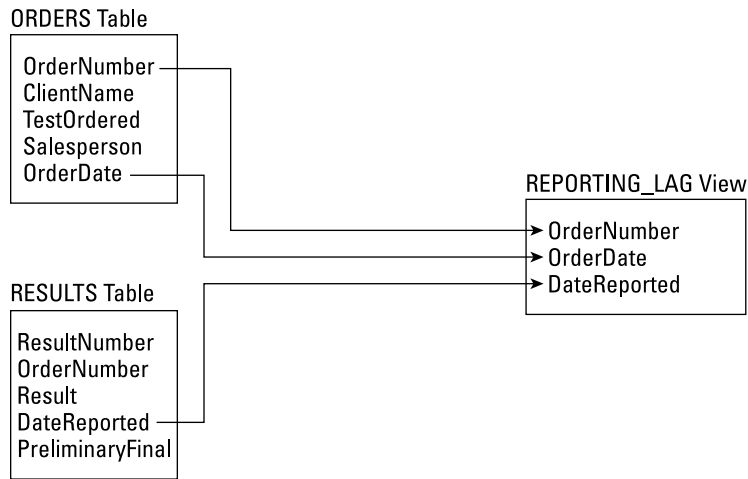 ORDERS Table
OrderNumber
ClientName
TestOrdered
Salesperson
OrderDate
REPORTING_LAG View
OrderNumber
OrderDate
DateReported
RESULTS Table
ResultNumber
OrderNumber
Result
DateReported
PreliminaryFinal